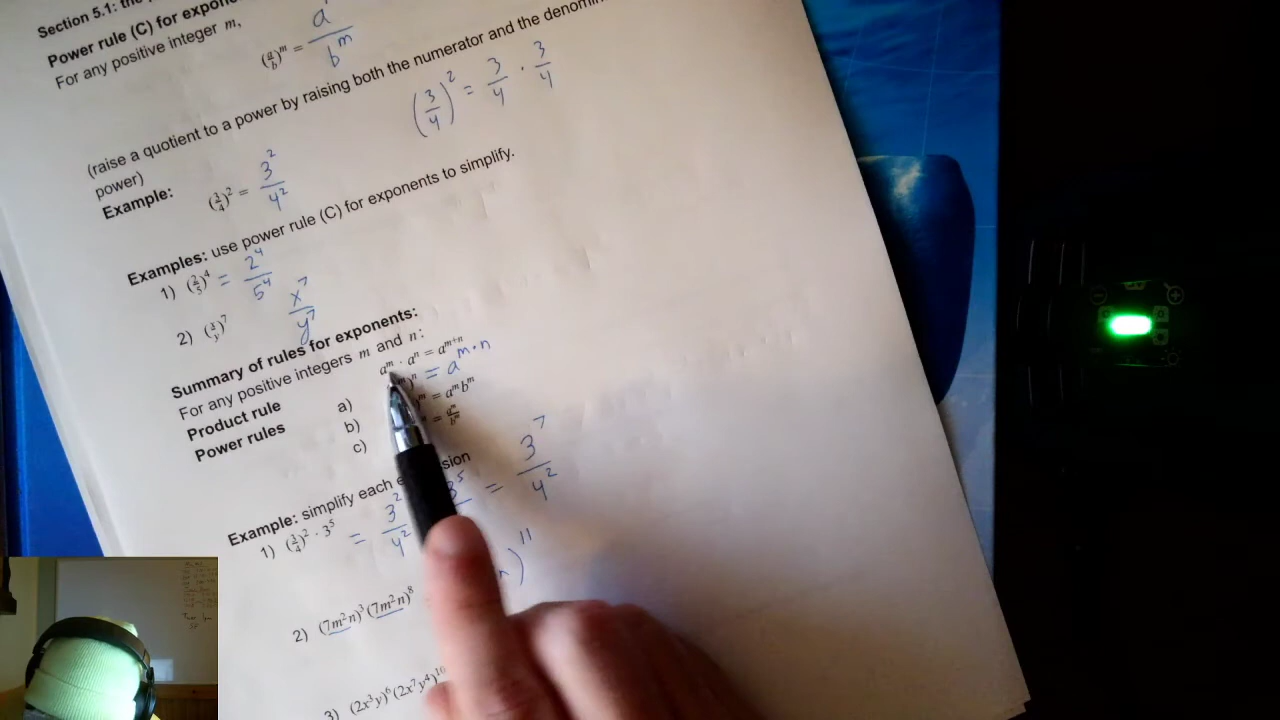 Section 5.1: the
Power rule (C) for expone
For any positive integer m,
(a/b)^m = a / b^m
(raise a quotient to a power by raising both the numerator and the denomin
power)
(3/4)^2 = 3/4 · 3/4
Example: (3/4)^2 = 3^2/4^2
Examples: use power rule (C) for exponents to simplify.
1) (2/5)^4 = 2^4/5^4
2) (x/y)^7 x^7/y^7
Summary of rules for exponents:
For any positive integers m and n:
Product rule a^m · a^n = a^{m+n}
Power rules a) )^n = a^{m·n}
b) ^m = a^m b^m
c) = a^m/b^m
Example: simplify each e sion
1) (3/4)^2 · 3^5 = 3^2/4^2 3^5 = 3^7/4^2
2) (7m^2n)^3(7m^2n)^8 n)^11
3) (2x^3y)^6(2x^7y^4)^10